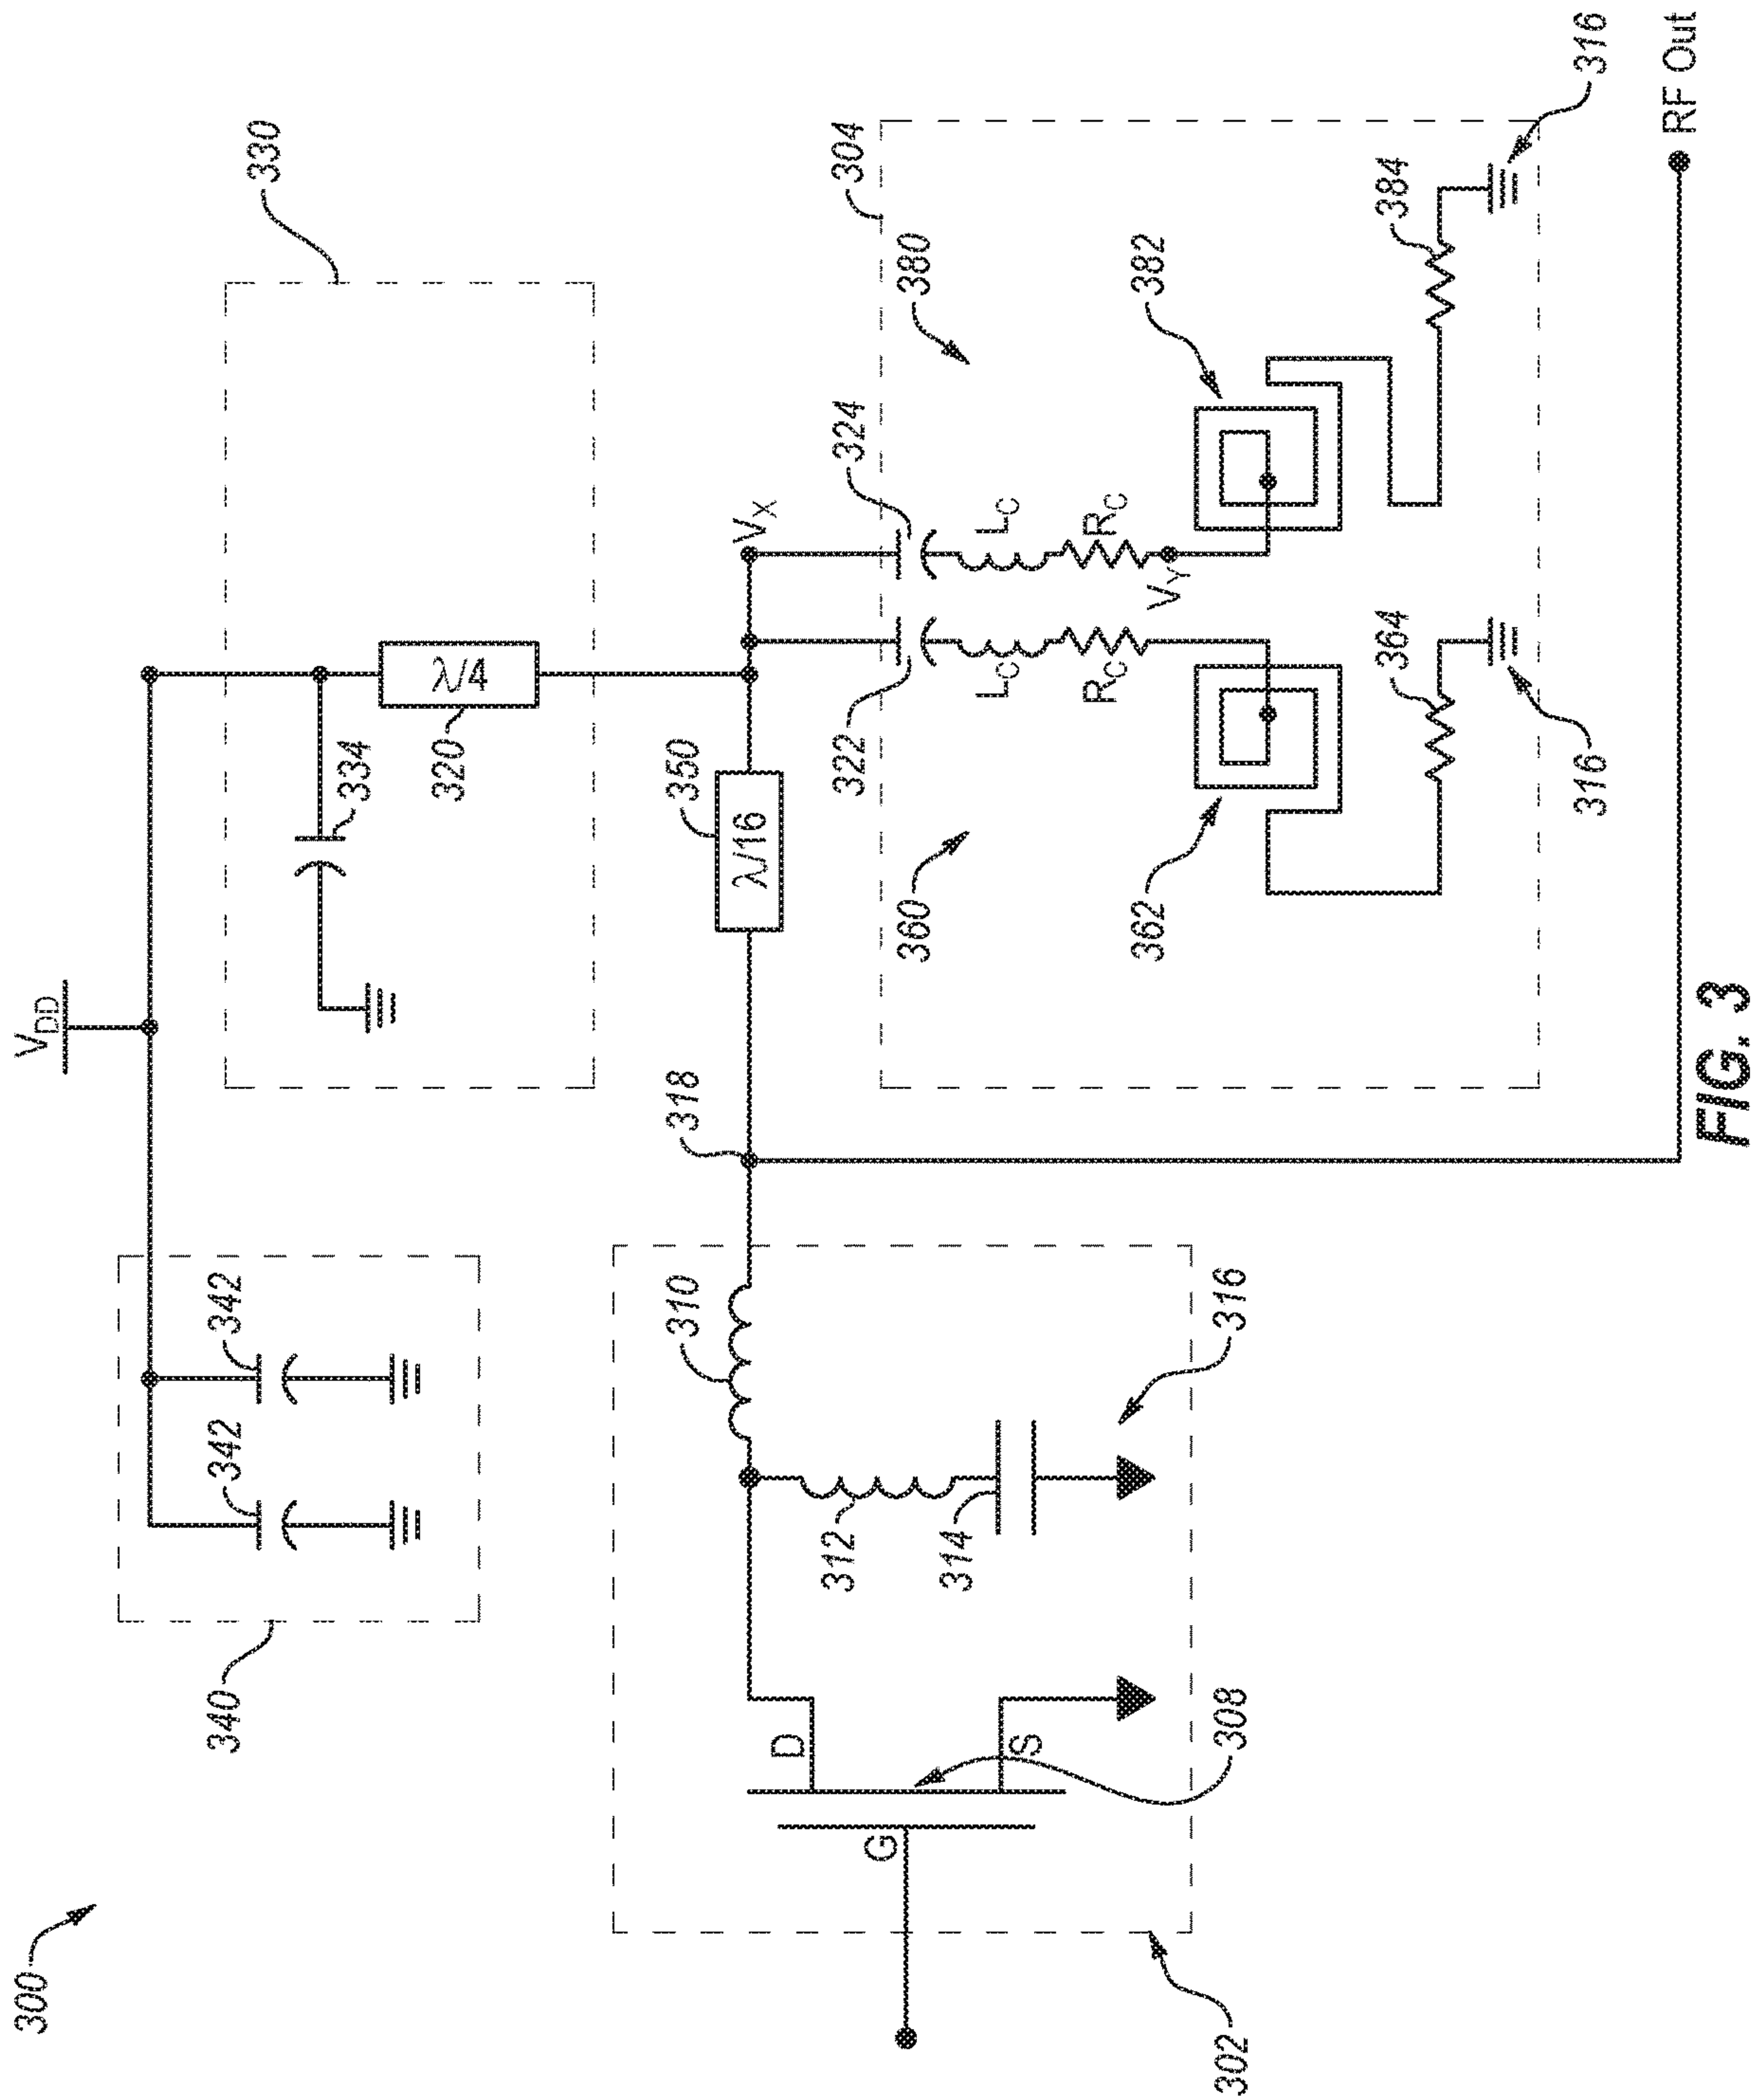 300
V_DD
340
342
342
330
334
320
λ/4
302
G
D
S
308
310
312
314
316
318
350
λ/16
V_X
304
322
324
L_C
L_C
R_C
R_C
V_Y
360
380
362
382
364
384
316
316
RF Out
FIG. 3